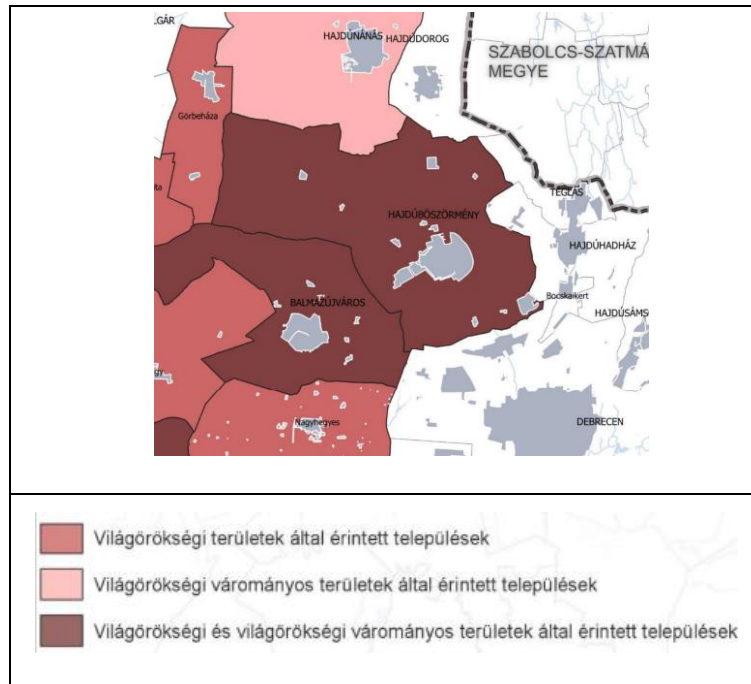 LGÁR
HAJDÚNÁNÁS
HAJDÚDOROG
SZABOLCS-SZATMÁ
MEGYE
Görbeháza
TÉGLÁS
HAJDÚBÖSZÖRMÉNY
HAJDÚHADHÁZ
Bocskaikert
BALMAZÚJVÁROS
HAJDÚSÁMS
Nagyhegyes
DEBRECEN
Világörökségi területek által érintett települések
Világörökségi várományos területek által érintett települések
Világörökségi és világörökségi várományos területek által érintett települések